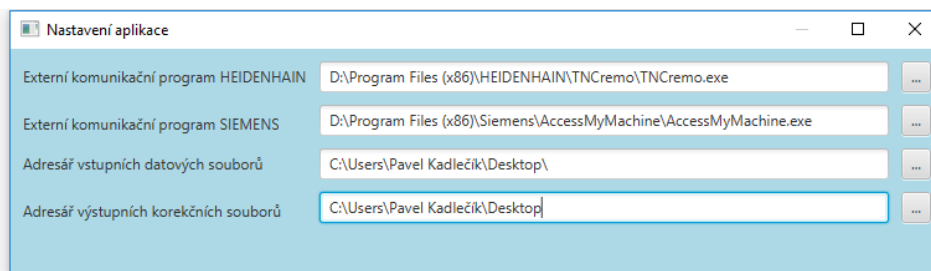 Nastavení aplikace
Externí komunikační program HEIDENHAIN D:\Program Files (x86)\HEIDENHAIN\TNCremo\TNCremo.exe ...
Externí komunikační program SIEMENS D:\Program Files (x86)\Siemens\AccessMyMachine\AccessMyMachine.exe ...
Adresář vstupních datových souborů C:\Users\Pavel Kadlečík\Desktop\ ...
Adresář výstupních korekčních souborů C:\Users\Pavel Kadlečík\Desktop ...